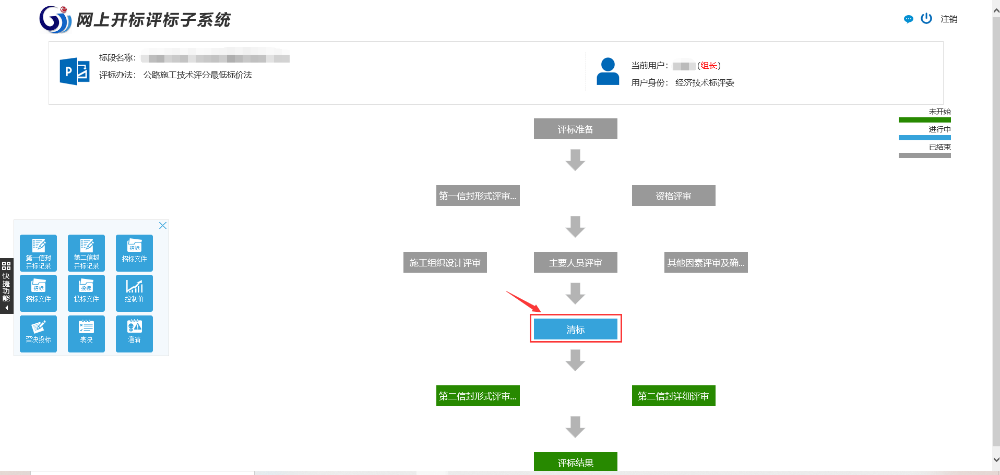 网上开标评标子系统
注销
标段名称：
评标办法： 公路施工技术评分最低标价法
P
当前用户： (组长)
用户身份： 经济技术标评委
未开始
进行中
已结束
评标准备
第一信封形式评审...
资格评审
施工组织设计评审
主要人员评审
其他因素评审及确...
清标
第二信封形式评审...
第二信封详细评审
评标结果
快捷功能
第一信封
开标记录
第二信封
开标记录
招标
招标文件
招标
招标文件
投标
投标文件
控制价
否决投标
表决
澄清